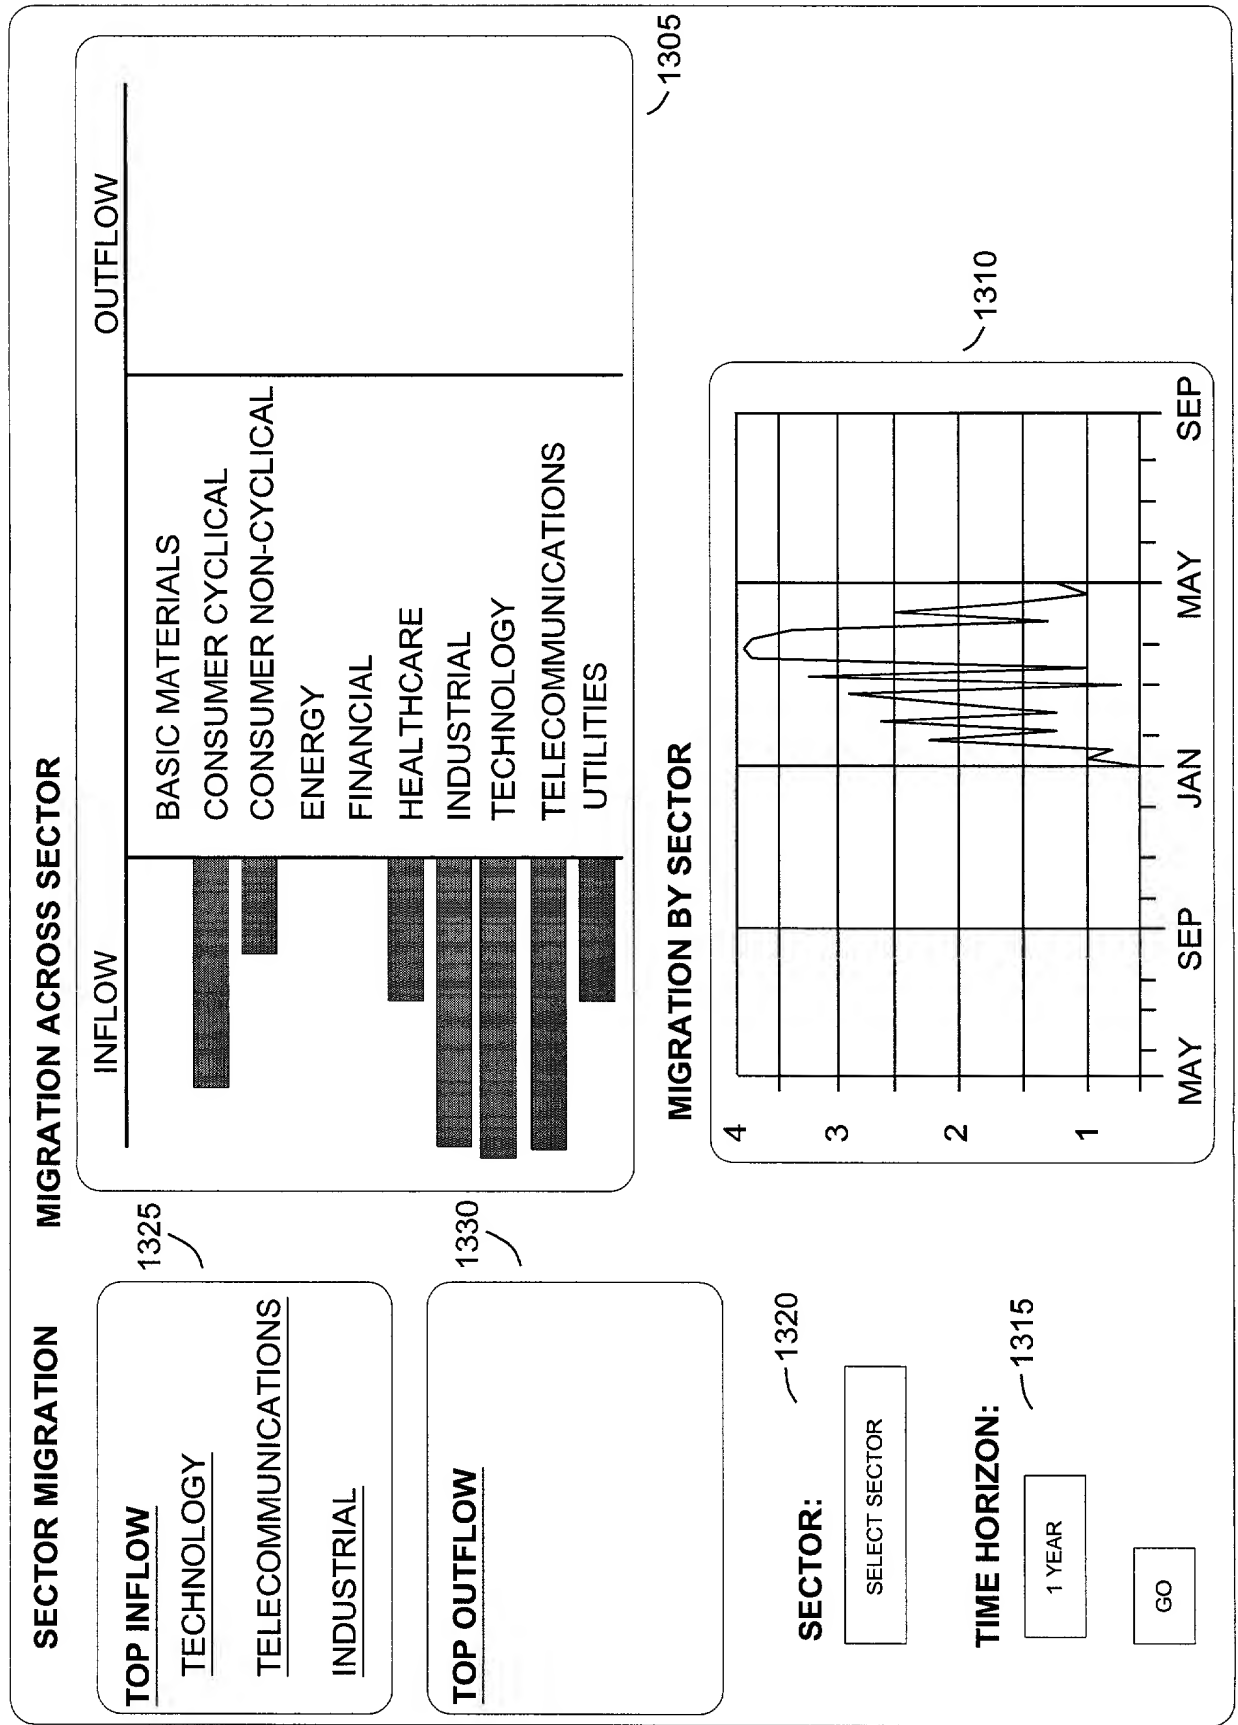 SECTOR MIGRATION
MIGRATION ACROSS SECTOR
1325
TOP INFLOW
TECHNOLOGY
TELECOMMUNICATIONS
INDUSTRIAL
1330
TOP OUTFLOW
SECTOR:
1320
SELECT SECTOR
TIME HORIZON:
1315
1 YEAR
GO
INFLOW
OUTFLOW
BASIC MATERIALS
CONSUMER CYCLICAL
CONSUMER NON-CYCLICAL
ENERGY
FINANCIAL
HEALTHCARE
INDUSTRIAL
TECHNOLOGY
TELECOMMUNICATIONS
UTILITIES
1305
MIGRATION BY SECTOR
1310
4
3
2
1
MAY SEP JAN MAY SEP